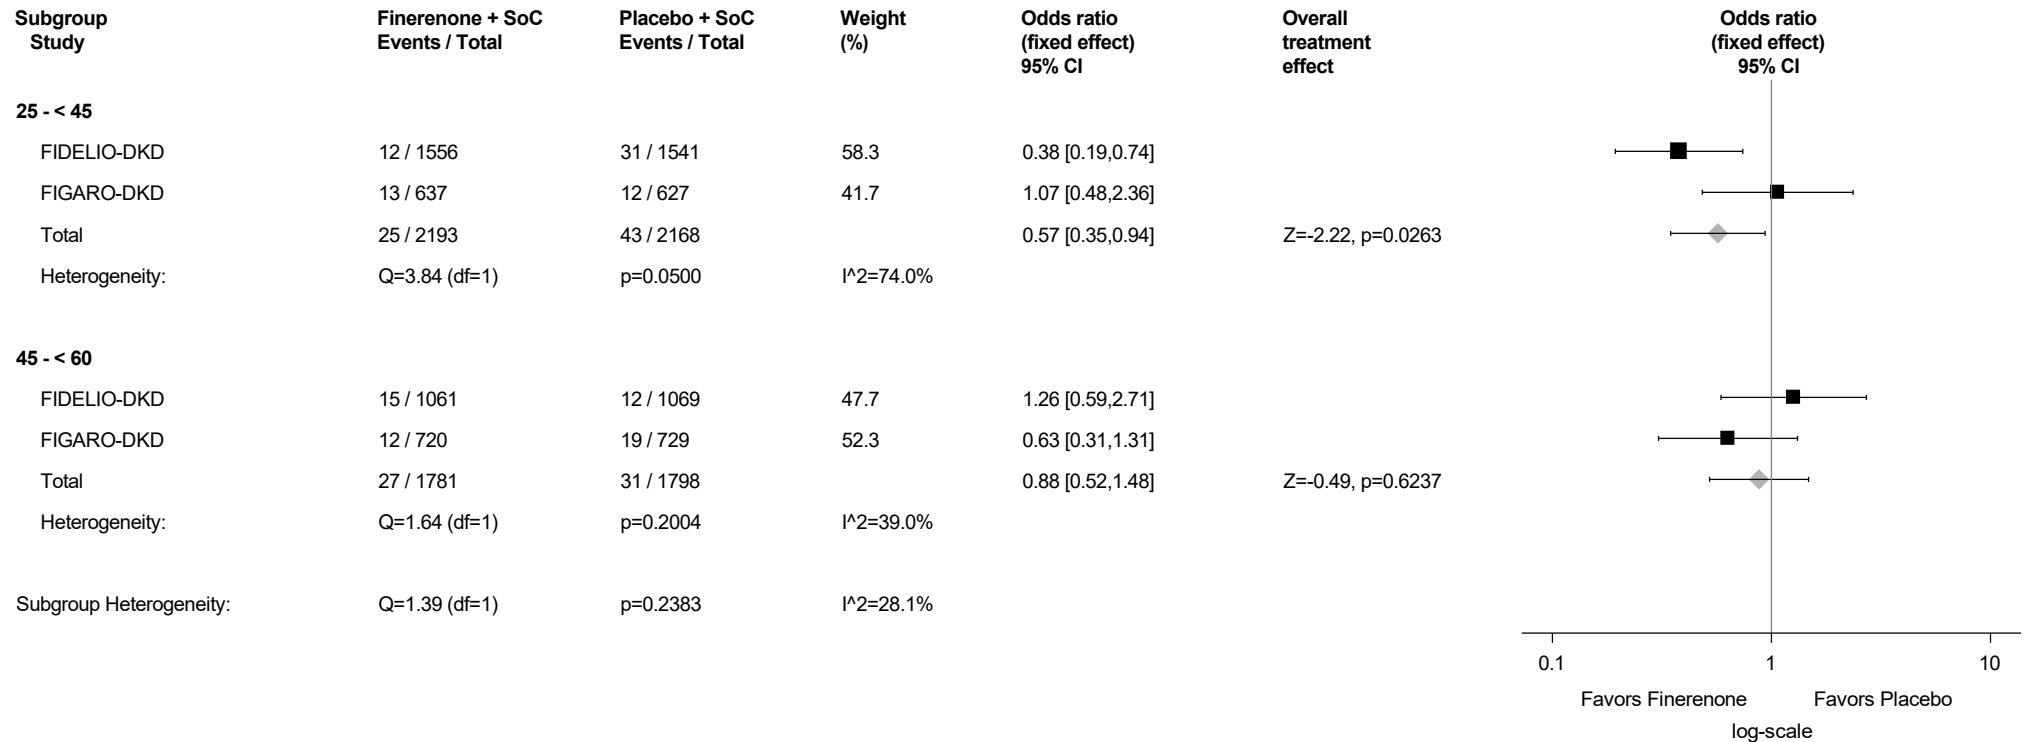 Subgroup Finerenone + SoC Placebo + SoC Weight Odds ratio Overall Odds ratio
Study Events / Total Events / Total (%) (fixed effect) treatment (fixed effect)
95% CI effect 95% CI
25 - < 45
FIDELIO-DKD 12 / 1556 31 / 1541 58.3 0.38 [0.19,0.74]
FIGARO-DKD 13 / 637 12 / 627 41.7 1.07 [0.48,2.36]
Total 25 / 2193 43 / 2168 0.57 [0.35,0.94] Z=-2.22, p=0.0263
Heterogeneity: Q=3.84 (df=1) p=0.0500 I^2=74.0%
45 - < 60
FIDELIO-DKD 15 / 1061 12 / 1069 47.7 1.26 [0.59,2.71]
FIGARO-DKD 12 / 720 19 / 729 52.3 0.63 [0.31,1.31]
Total 27 / 1781 31 / 1798 0.88 [0.52,1.48] Z=-0.49, p=0.6237
Heterogeneity: Q=1.64 (df=1) p=0.2004 I^2=39.0%
Subgroup Heterogeneity: Q=1.39 (df=1) p=0.2383 I^2=28.1%
0.1 1 10
Favors Finerenone Favors Placebo
log-scale